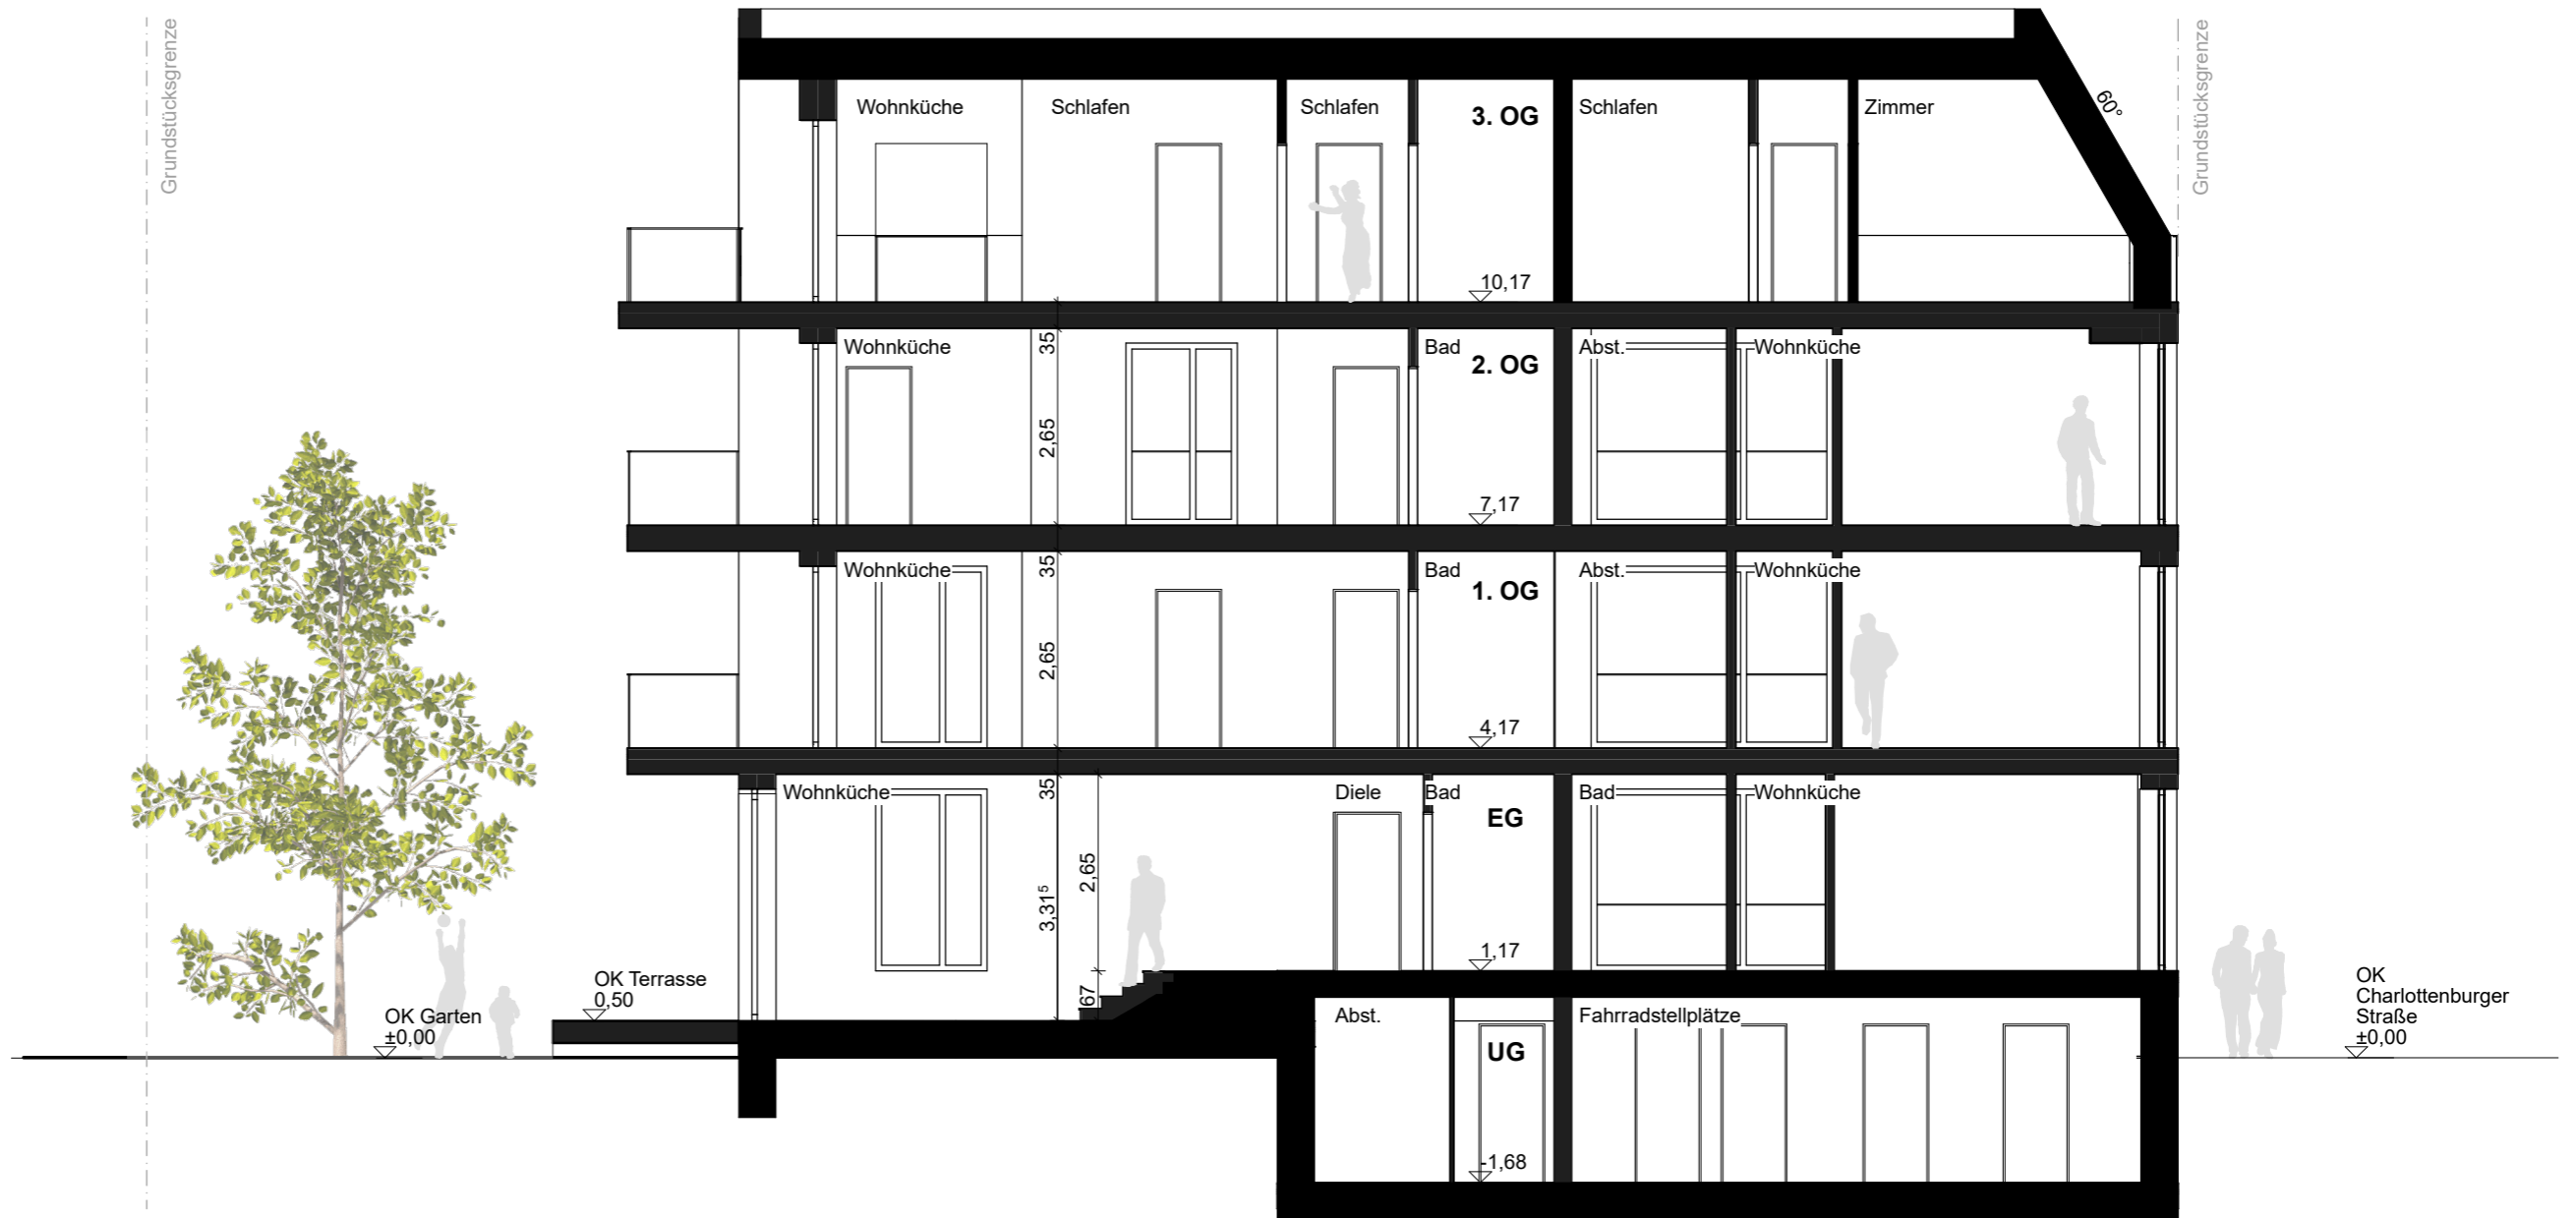 Grundstücksgrenze
Grundstücksgrenze
60°
Wohnküche
Schlafen
Schlafen
3. OG
Schlafen
Zimmer
10,17
35
Wohnküche
Bad
2. OG
Abst.
Wohnküche
2,65
7,17
35
Wohnküche
Bad
1. OG
Abst.
Wohnküche
2,65
4,17
35
Wohnküche
Diele
Bad
EG
Bad
Wohnküche
2,65
3,31⁵
1,17
67
OK Terrasse
0,50
OK Garten
±0,00
OK
Charlottenburger
Straße
±0,00
Abst.
UG
Fahrradstellplätze
-1,68